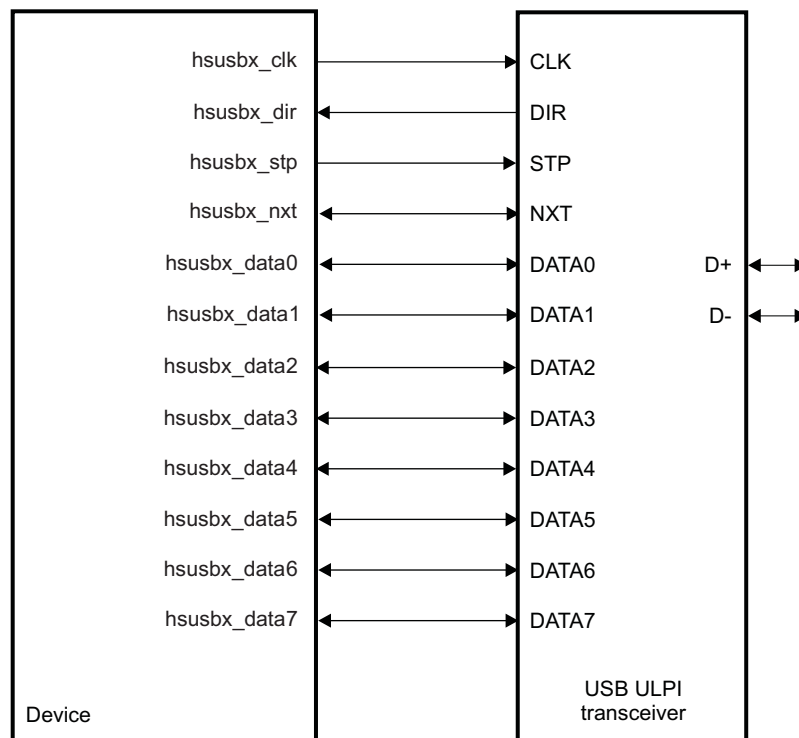 hsusbx_clk CLK
hsusbx_dir DIR
hsusbx_stp STP
hsusbx_nxt NXT
hsusbx_data0 DATA0 D+
hsusbx_data1 DATA1 D-
hsusbx_data2 DATA2
hsusbx_data3 DATA3
hsusbx_data4 DATA4
hsusbx_data5 DATA5
hsusbx_data6 DATA6
hsusbx_data7 DATA7
Device
USB ULPI
transceiver